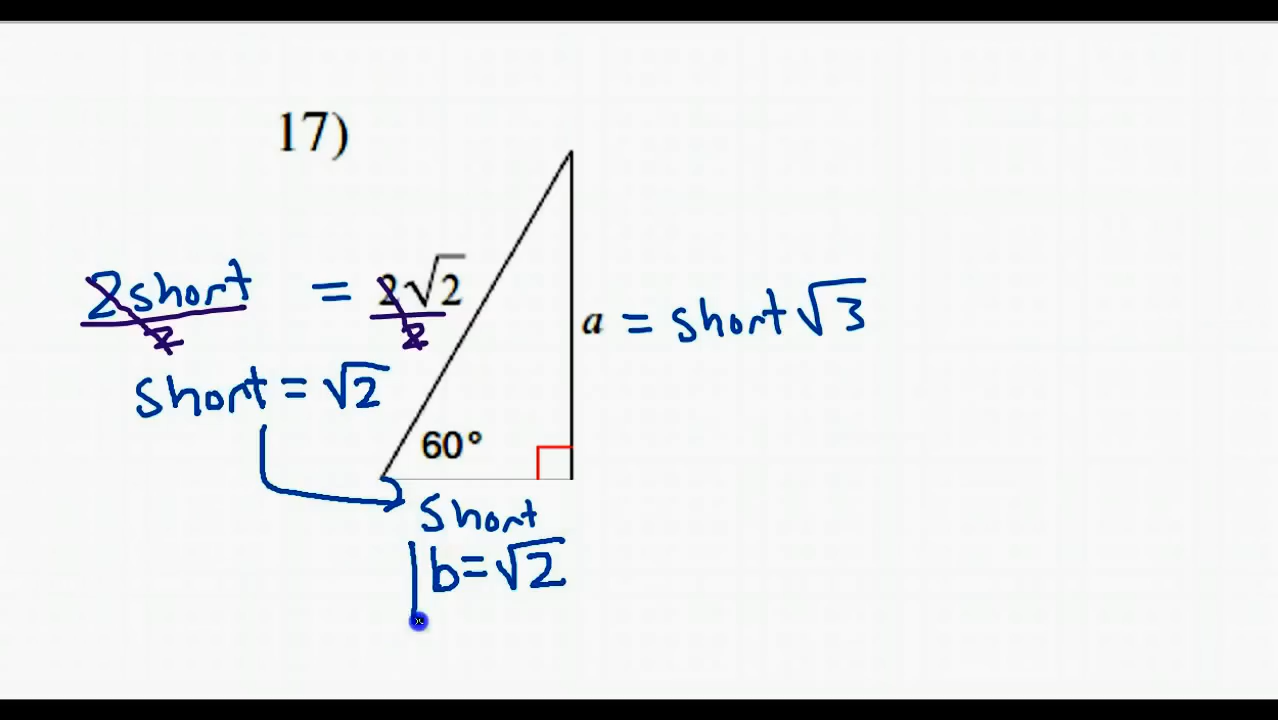 17)
2short = 2√2
2 2
a = short√3
short = √2
60°
short
b=√2